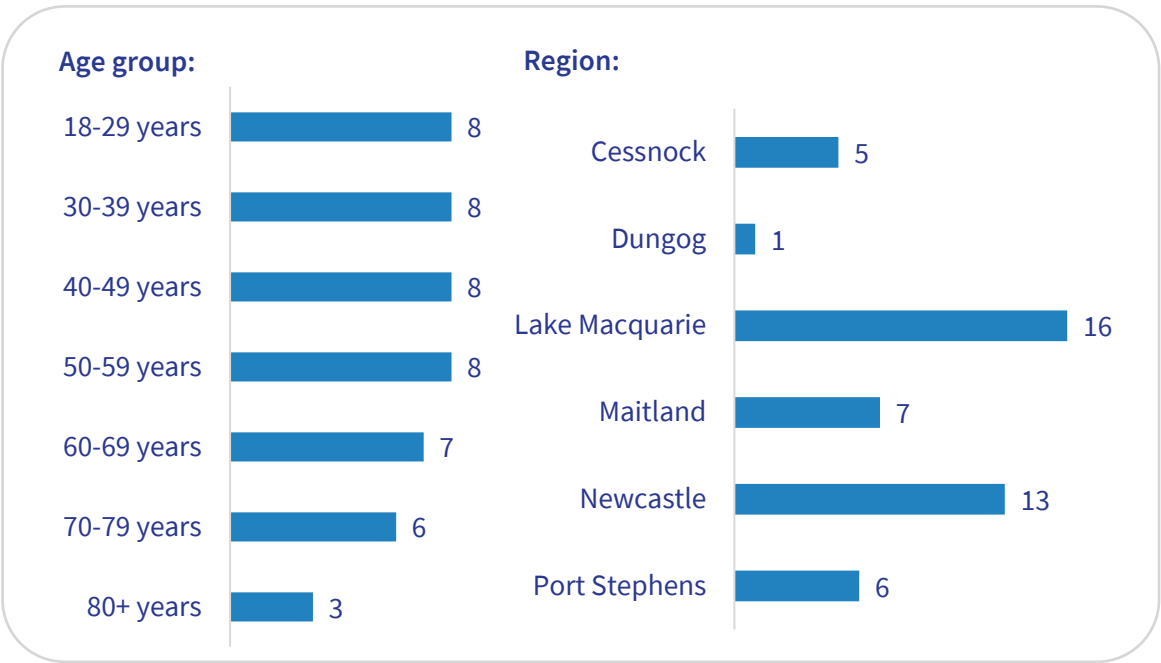 Age group:
18-29 years 8
30-39 years 8
40-49 years 8
50-59 years 8
60-69 years 7
70-79 years 6
80+ years 3
Region:
Cessnock 5
Dungog 1
Lake Macquarie 16
Maitland 7
Newcastle 13
Port Stephens 6